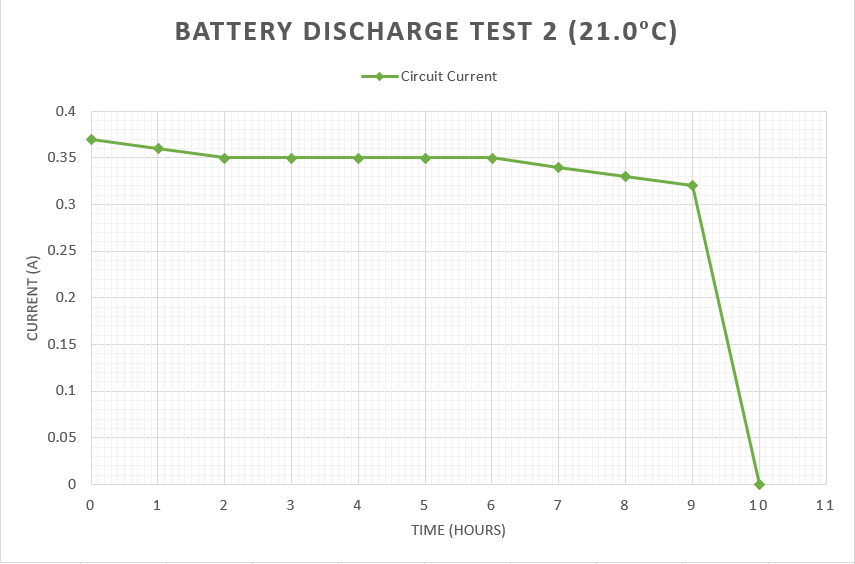 BATTERY DISCHARGE TEST 2 (21.0°C)
Circuit Current
0.4
0.35
0.3
0.25
0.2
0.15
0.1
0.05
0
CURRENT (A)
0 1 2 3 4 5 6 7 8 9 10 11
TIME (HOURS)